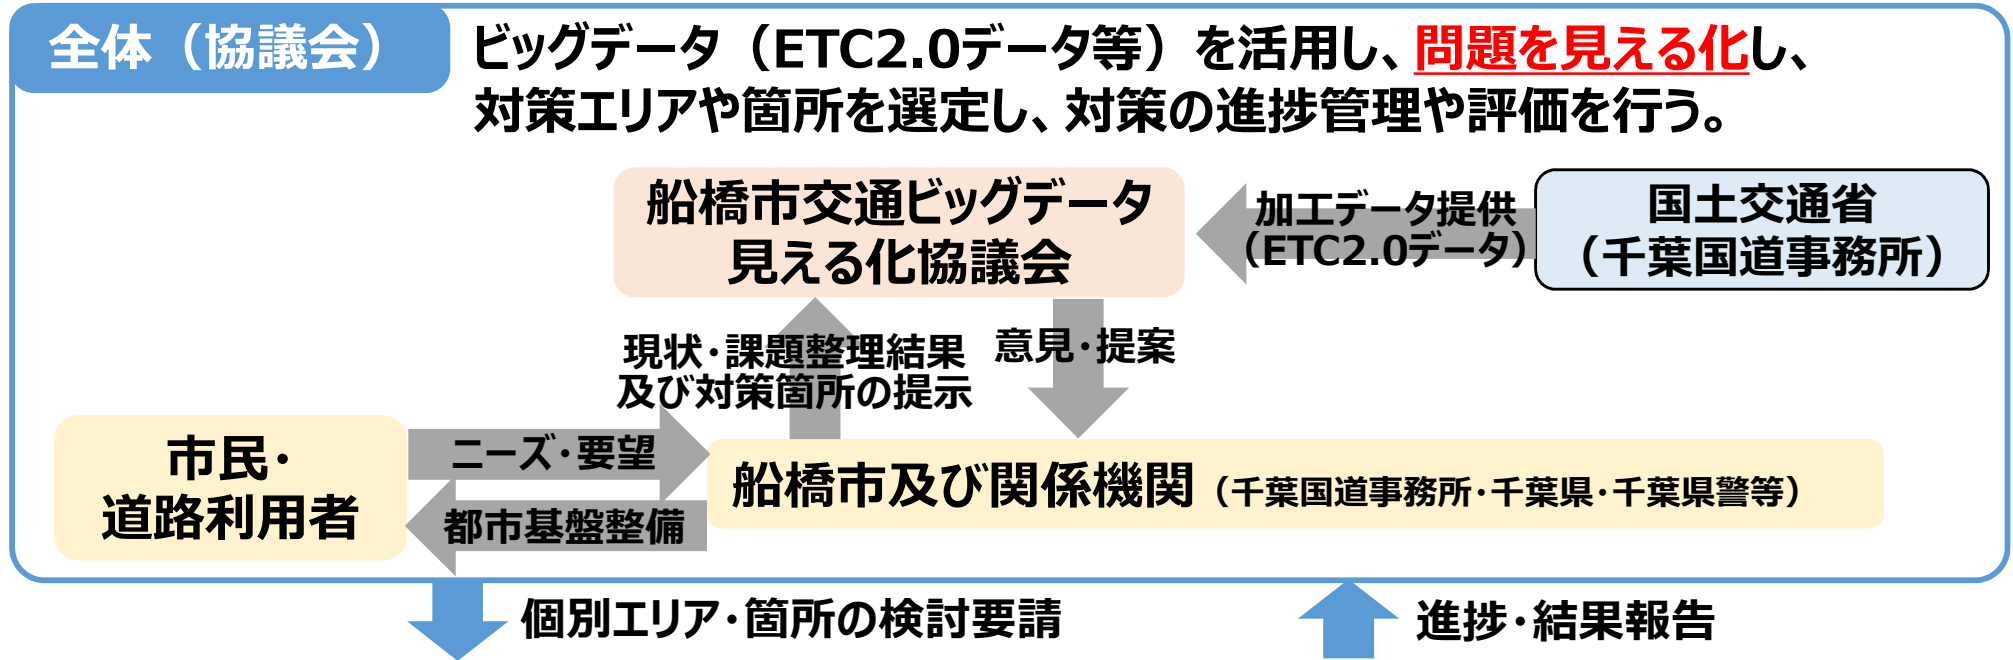 全体（協議会）
ビッグデータ（ETC2.0データ等）を活用し、問題を見える化し、
対策エリアや箇所を選定し、対策の進捗管理や評価を行う。
船橋市交通ビッグデータ
見える化協議会
加工データ提供
（ETC2.0データ）
国土交通省
（千葉国道事務所）
現状･課題整理結果
及び対策箇所の提示
意見･提案
市民･
道路利用者
ニーズ･要望
都市基盤整備
船橋市及び関係機関（千葉国道事務所･千葉県･千葉県警等）
個別エリア･箇所の検討要請
進捗･結果報告